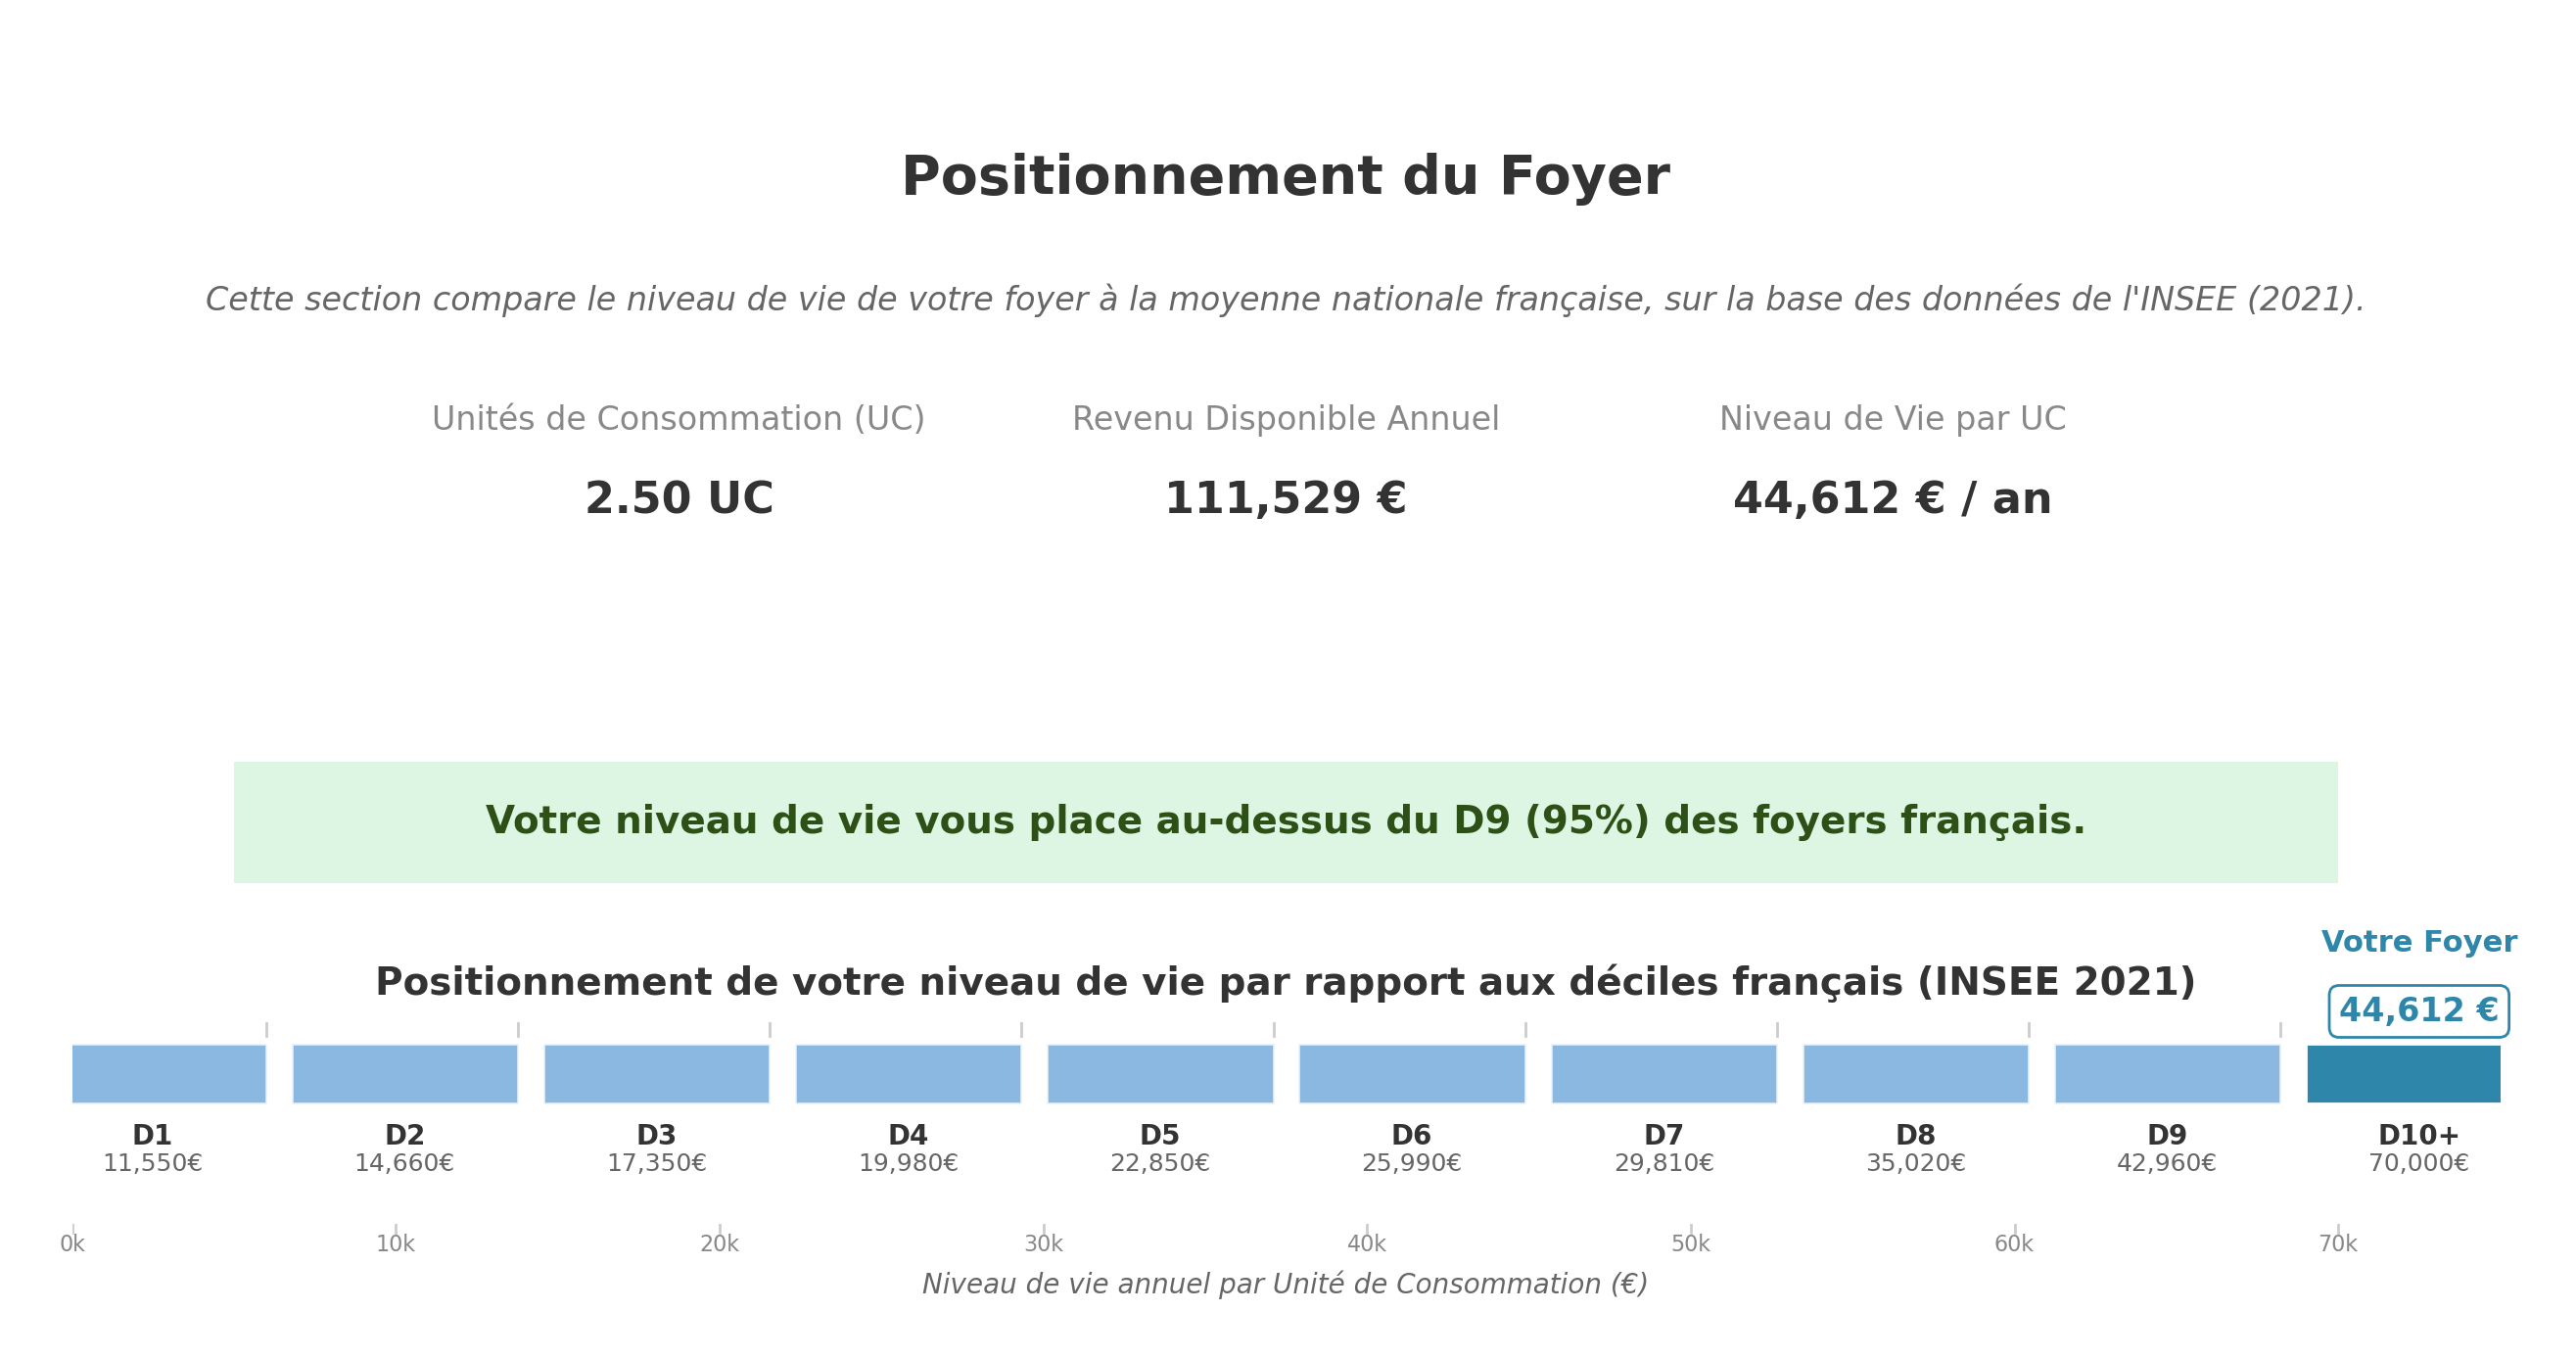 Positionnement du Foyer
Cette section compare le niveau de vie de votre foyer à la moyenne nationale française, sur la base des données de l'INSEE (2021).
Unités de Consommation (UC) Revenu Disponible Annuel Niveau de Vie par UC
2.50 UC 111,529 € 44,612 € / an
Votre niveau de vie vous place au-dessus du D9 (95%) des foyers français.
Votre Foyer
Positionnement de votre niveau de vie par rapport aux déciles français (INSEE 2021)
44,612 €
D1 D2 D3 D4 D5 D6 D7 D8 D9 D10+
11,550€ 14,660€ 17,350€ 19,980€ 22,850€ 25,990€ 29,810€ 35,020€ 42,960€ 70,000€
0k 10k 20k 30k 40k 50k 60k 70k
Niveau de vie annuel par Unité de Consommation (€)